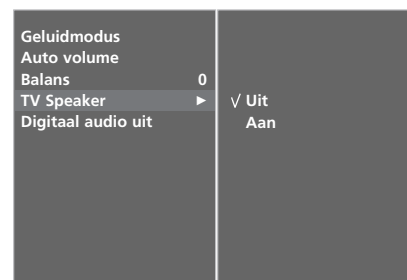 Geluidmodus
Auto volume
Balans 0
TV Speaker ►
Digitaal audio uit
√ Uit
Aan